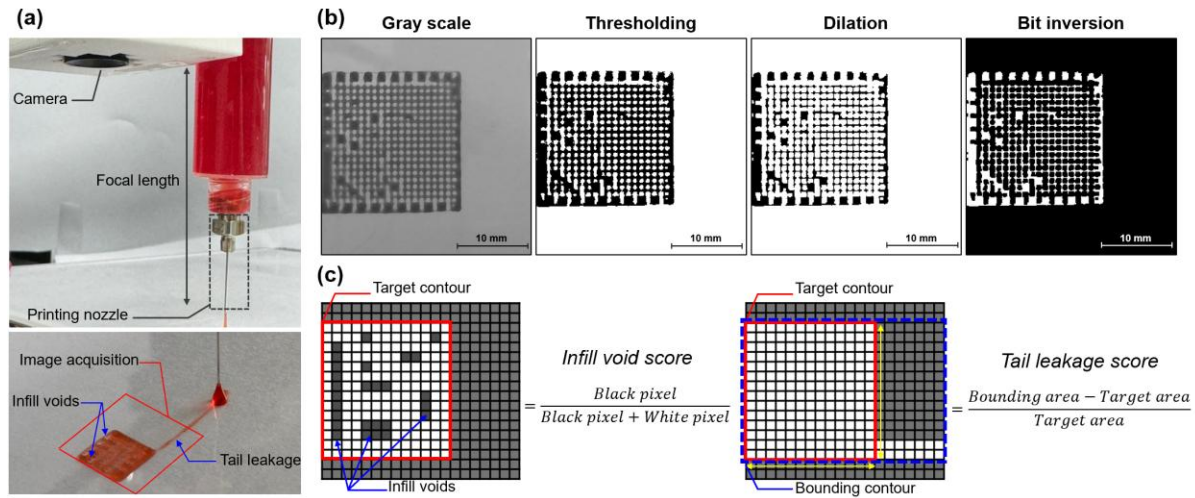 (a)
Camera
Focal length
Printing nozzle
Image acquisition
Infill voids
Tail leakage
(b)
Gray scale
Thresholding
Dilation
Bit inversion
10 mm
10 mm
10 mm
10 mm
(c)
Target contour
Infill voids
Infill void score
= Black pixel
Black pixel + White pixel
Target contour
Bounding contour
Tail leakage score
= Bounding area − Target area
Target area